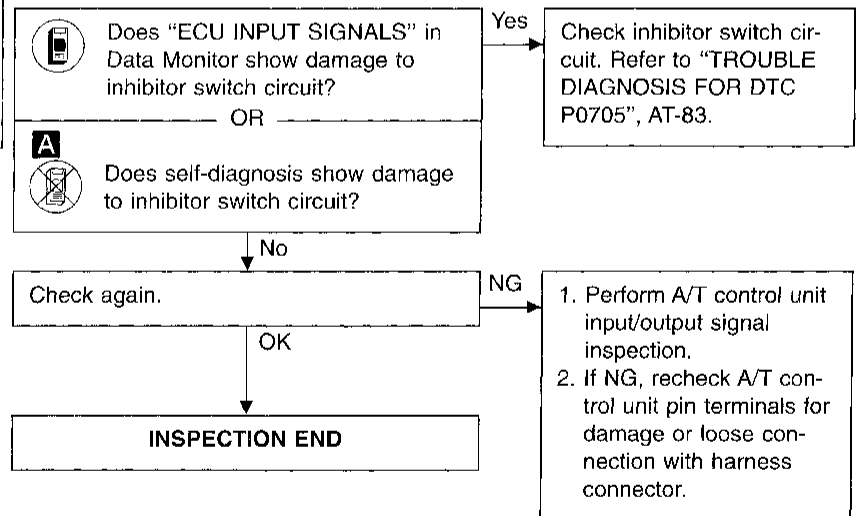 Does “ECU INPUT SIGNALS” in
Data Monitor show damage to
inhibitor switch circuit?
OR
A
Does self-diagnosis show damage
to inhibitor switch circuit?
Yes
Check inhibitor switch cir-
cuit. Refer to “TROUBLE
DIAGNOSIS FOR DTC
P0705”, AT-83.
No
Check again.
NG
1. Perform A/T control unit
input/output signal
inspection.
2. If NG, recheck A/T con-
trol unit pin terminals for
damage or loose con-
nection with harness
connector.
OK
INSPECTION END